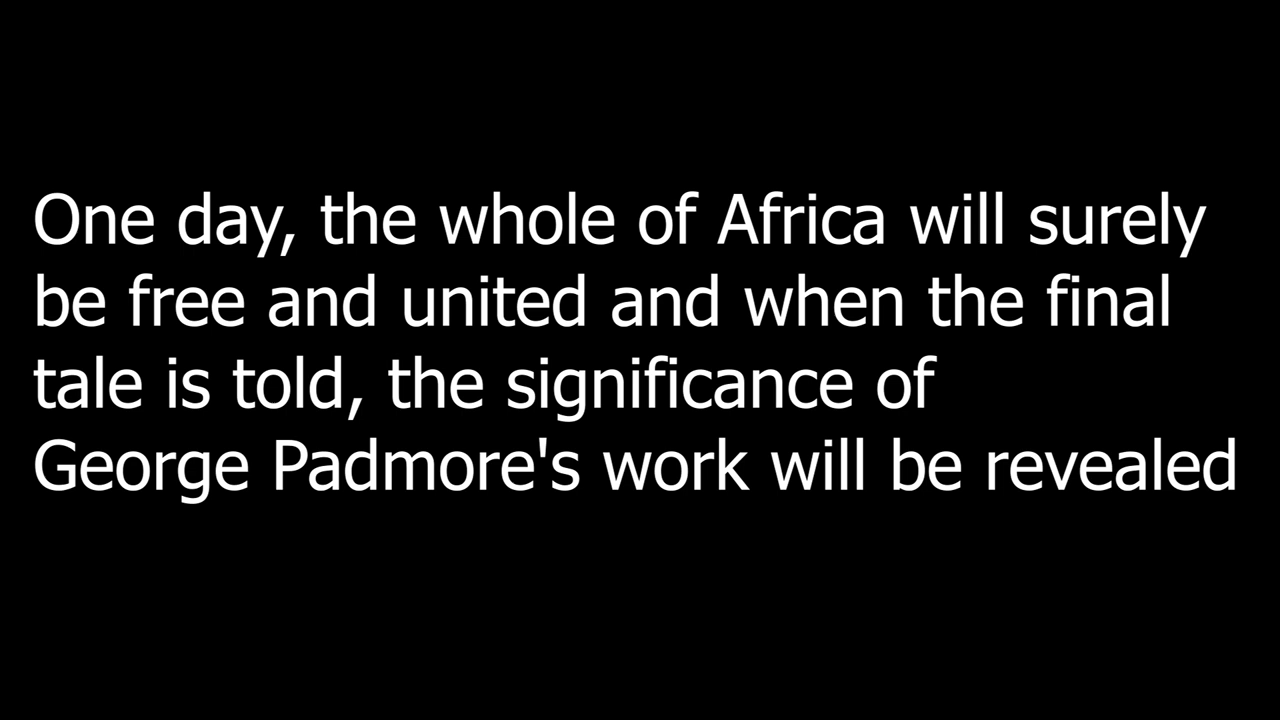 One day, the whole of Africa will surely
be free and united and when the final
tale is told, the significance of
George Padmore's work will be revealed